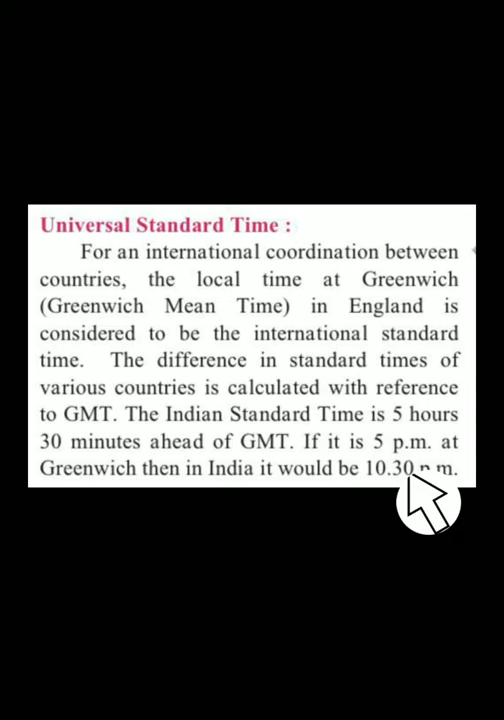 Universal Standard Time :
For an international coordination between
countries, the local time at Greenwich
(Greenwich Mean Time) in England is
considered to be the international standard
time. The difference in standard times of
various countries is calculated with reference
to GMT. The Indian Standard Time is 5 hours
30 minutes ahead of GMT. If it is 5 p.m. at
Greenwich then in India it would be 10.30 p.m.